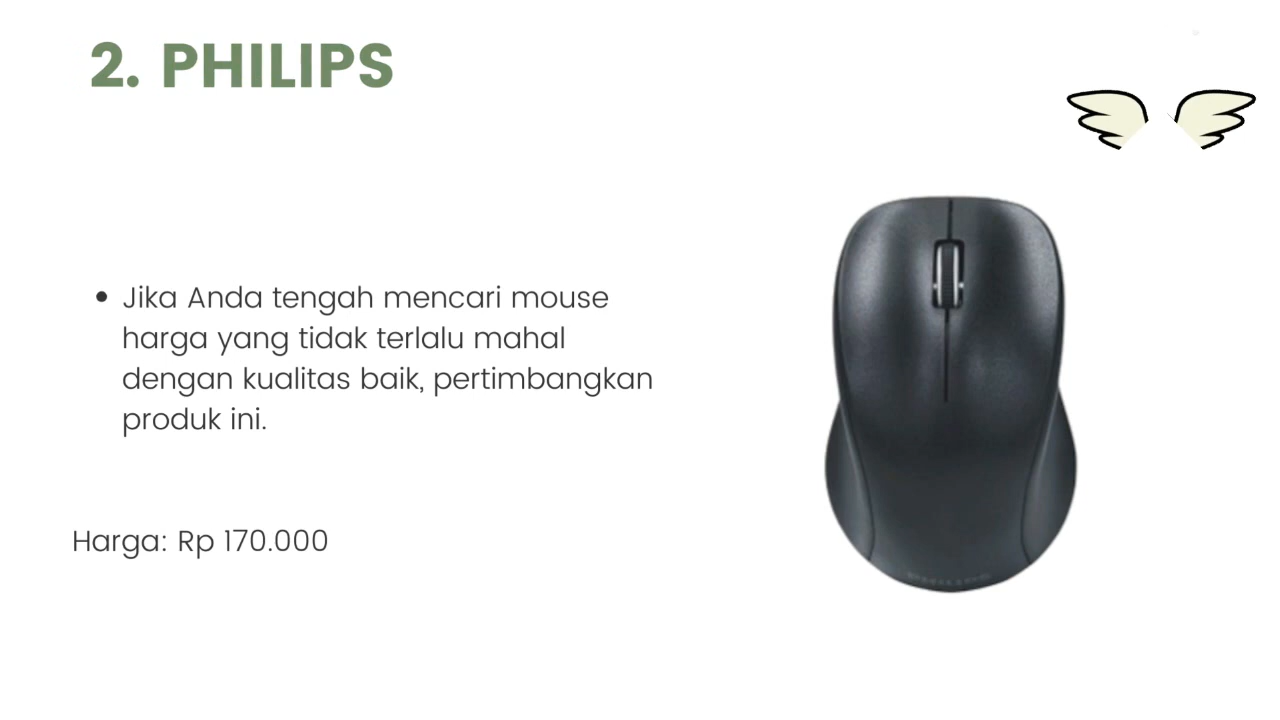 2. PHILIPS
• Jika Anda tengah mencari mouse
harga yang tidak terlalu mahal
dengan kualitas baik, pertimbangkan
produk ini.
Harga: Rp 170.000